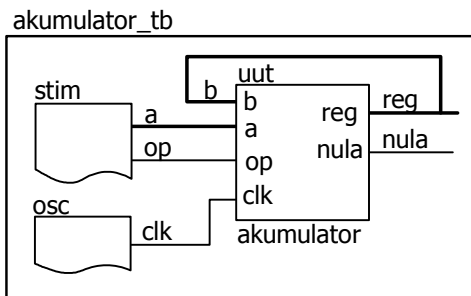 akumulator_tb
stim
a
op
osc
clk
b
uut
b
a
op
clk
reg
nula
akumulator
reg
nula